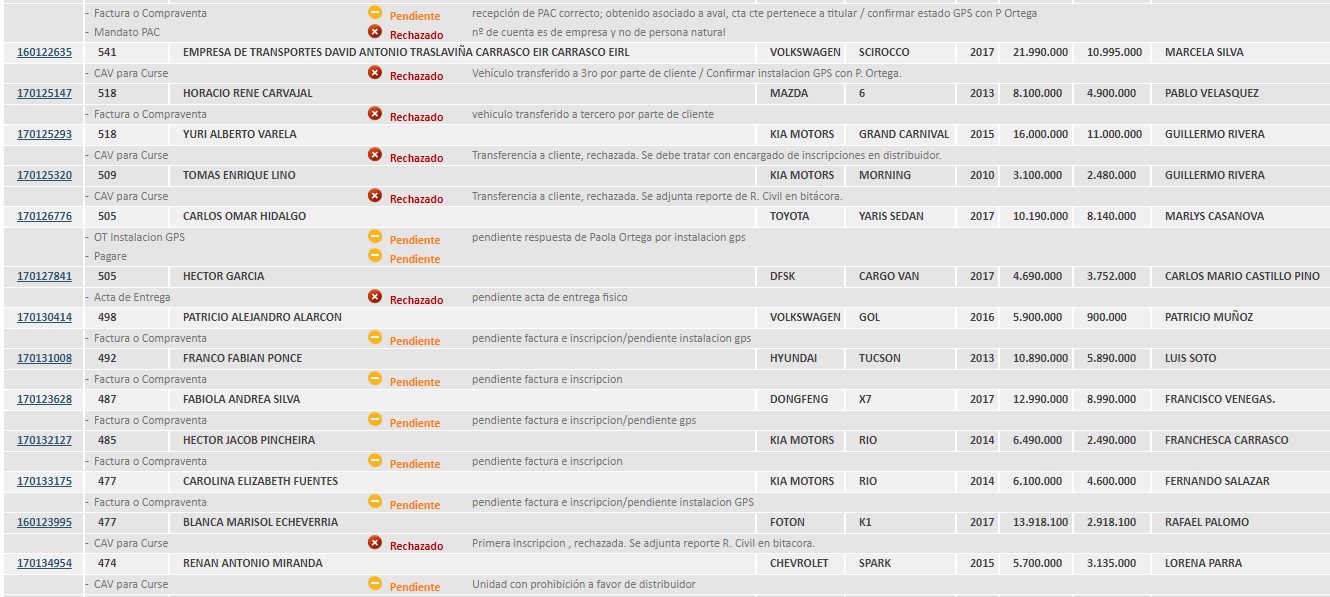 - Factura o Compraventa Pendiente recepción de PAC correcto; obtenido asociado a aval, cta cte pertenece a titular / confirmar estado GPS con P Ortega
- Mandato PAC Rechazado nº de cuenta es de empresa y no de persona natural
160122635 541 EMPRESA DE TRANSPORTES DAVID ANTONIO TRASLAVIÑA CARRASCO EIR CARRASCO EIRL VOLKSWAGEN SCIROCCO 2017 21.990.000 10.995.000 MARCELA SILVA
- CAV para Curse Rechazado Vehículo transferido a 3ro por parte de cliente / Confirmar instalacion GPS con P. Ortega.
170125147 518 HORACIO RENE CARVAJAL MAZDA 6 2013 8.100.000 4.900.000 PABLO VELASQUEZ
- Factura o Compraventa Rechazado vehiculo transferido a tercero por parte de cliente
170125293 518 YURI ALBERTO VARELA KIA MOTORS GRAND CARNIVAL 2015 16.000.000 11.000.000 GUILLERMO RIVERA
- CAV para Curse Rechazado Transferencia a cliente, rechazada. Se debe tratar con encargado de inscripciones en distribuidor.
170125320 509 TOMAS ENRIQUE LINO KIA MOTORS MORNING 2010 3.100.000 2.480.000 GUILLERMO RIVERA
- CAV para Curse Rechazado Transferencia a cliente, rechazada. Se adjunta reporte de R. Civil en bitácora.
170126776 505 CARLOS OMAR HIDALGO TOYOTA YARIS SEDAN 2017 10.190.000 8.140.000 MARLYS CASANOVA
- OT Instalacion GPS Pendiente pendiente respuesta de Paola Ortega por instalacion gps
- Pagare Pendiente
170127841 505 HECTOR GARCIA DFSK CARGO VAN 2017 4.690.000 3.752.000 CARLOS MARIO CASTILLO PINO
- Acta de Entrega Rechazado pendiente acta de entrega fisico
170130414 498 PATRICIO ALEJANDRO ALARCON VOLKSWAGEN GOL 2016 5.900.000 900.000 PATRICIO MUÑOZ
- Factura o Compraventa Pendiente pendiente factura e inscripcion/pendiente instalacion gps
170131008 492 FRANCO FABIAN PONCE HYUNDAI TUCSON 2013 10.890.000 5.890.000 LUIS SOTO
- Factura o Compraventa Pendiente pendiente factura e inscripcion
170123628 487 FABIOLA ANDREA SILVA DONGFENG X7 2017 12.990.000 8.990.000 FRANCISCO VENEGAS.
- Factura o Compraventa Pendiente pendiente factura e inscripcion/pendiente gps
170132127 485 HECTOR JACOB PINCHEIRA KIA MOTORS RIO 2014 6.490.000 2.490.000 FRANCHESCA CARRASCO
- Factura o Compraventa Pendiente pendiente factura e inscripcion
170133175 477 CAROLINA ELIZABETH FUENTES KIA MOTORS RIO 2014 6.100.000 4.600.000 FERNANDO SALAZAR
- Factura o Compraventa Pendiente pendiente factura e inscripcion/pendiente instalacion GPS
160123995 477 BLANCA MARISOL ECHEVERRIA FOTON K1 2017 13.918.100 2.918.100 RAFAEL PALOMO
- CAV para Curse Rechazado Primera inscripcion , rechazada. Se adjunta reporte R. Civil en bitacora.
170134954 474 RENAN ANTONIO MIRANDA CHEVROLET SPARK 2015 5.700.000 3.135.000 LORENA PARRA
- CAV para Curse Pendiente Unidad con prohibición a favor de distribuidor